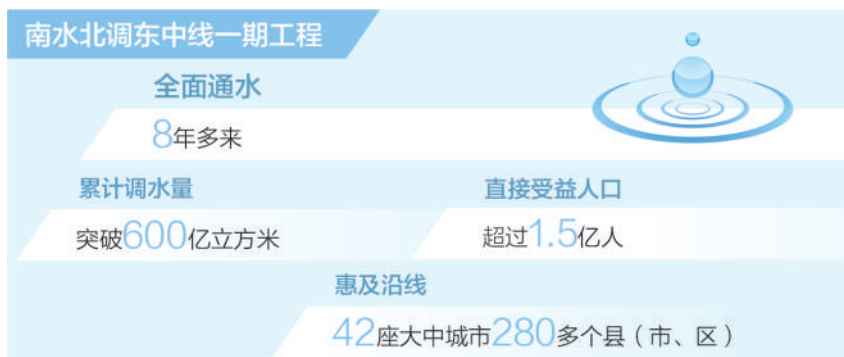 南水北调东中线一期工程
全面通水
8年多来
累计调水量
直接受益人口
突破600亿立方米
超过1.5亿人
惠及沿线
42座大中城市280多个县（市、区）